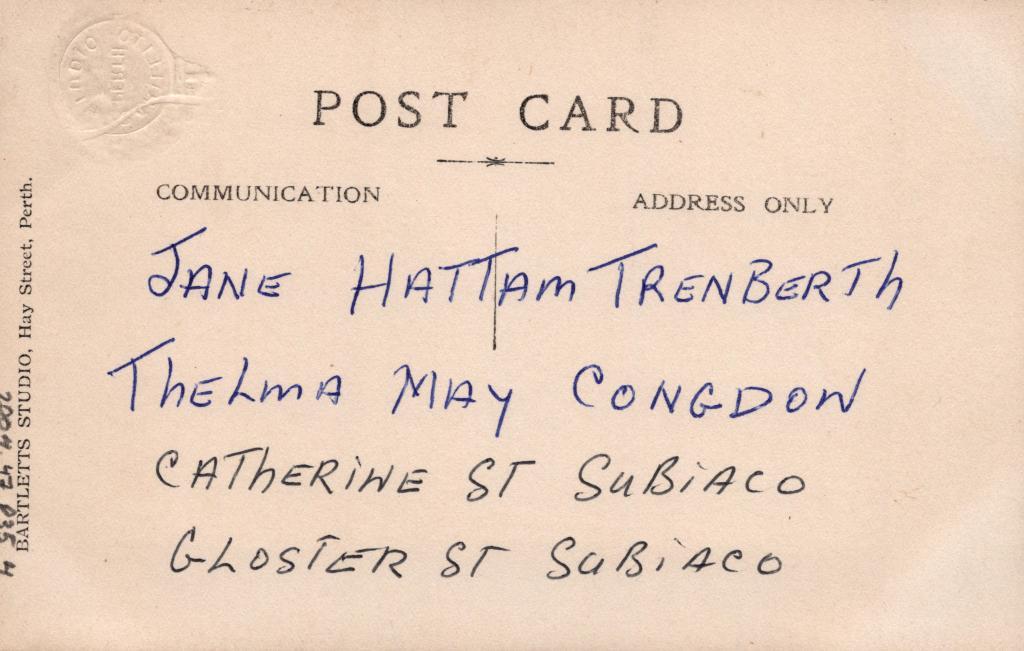 POST CARD
COMMUNICATION
ADDRESS ONLY
JANE HATTAM TRENBERTH
THELMA MAY CONGDON
CATHERINE ST SUBIACO
GLOSTER ST SUBIACO
BARTLETTS STUDIO, Hay Street, Perth.